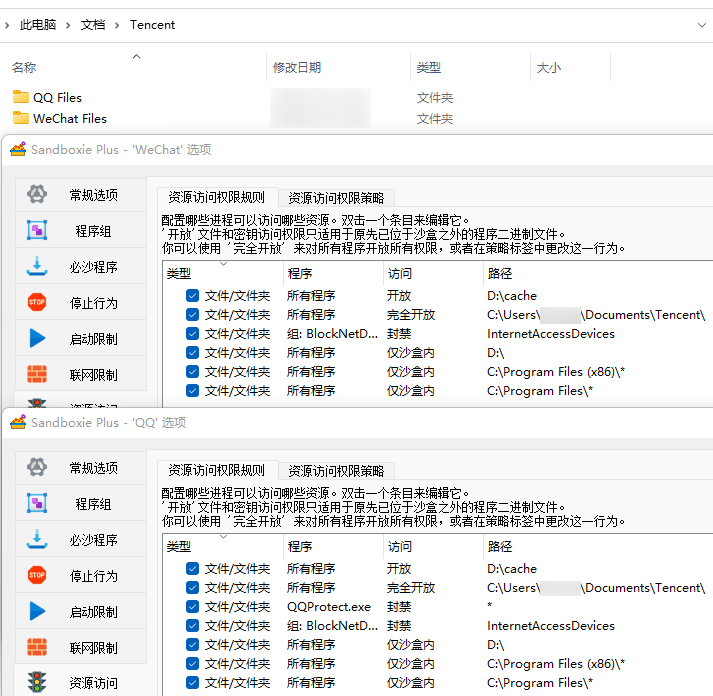 此电脑 文档 Tencent
名称 修改日期 类型 大小
QQ Files 文件夹
WeChat Files 文件夹
Sandboxie Plus - 'WeChat' 选项
常规选项
程序组
必沙程序
STOP 停止行为
启动限制
联网限制
资源访问
资源访问权限规则 资源访问权限策略
配置哪些进程可以访问哪些资源。双击一个条目来编辑它。
'开放'文件和密钥访问权限只适用于原先已位于沙盒之外的程序二进制文件。
你可以使用 '完全开放' 来对所有程序开放所有权限，或者在策略标签中更改这一行为。
类型 程序 访问 路径
文件/文件夹 所有程序 开放 D:\cache
文件/文件夹 所有程序 完全开放 C:\Users\ \Documents\Tencent\
文件/文件夹 组: BlockNetD... 封禁 InternetAccessDevices
文件/文件夹 所有程序 仅沙盒内 D:\
文件/文件夹 所有程序 仅沙盒内 C:\Program Files (x86)\*
文件/文件夹 所有程序 仅沙盒内 C:\Program Files\*
Sandboxie Plus - 'QQ' 选项
常规选项
程序组
必沙程序
STOP 停止行为
启动限制
联网限制
资源访问
资源访问权限规则 资源访问权限策略
配置哪些进程可以访问哪些资源。双击一个条目来编辑它。
'开放'文件和密钥访问权限只适用于原先已位于沙盒之外的程序二进制文件。
你可以使用 '完全开放' 来对所有程序开放所有权限，或者在策略标签中更改这一行为。
类型 程序 访问 路径
文件/文件夹 所有程序 开放 D:\cache
文件/文件夹 所有程序 完全开放 C:\Users\ \Documents\Tencent\
文件/文件夹 QQProtect.exe 封禁 *
文件/文件夹 组: BlockNetD... 封禁 InternetAccessDevices
文件/文件夹 所有程序 仅沙盒内 D:\
文件/文件夹 所有程序 仅沙盒内 C:\Program Files (x86)\*
文件/文件夹 所有程序 仅沙盒内 C:\Program Files\*